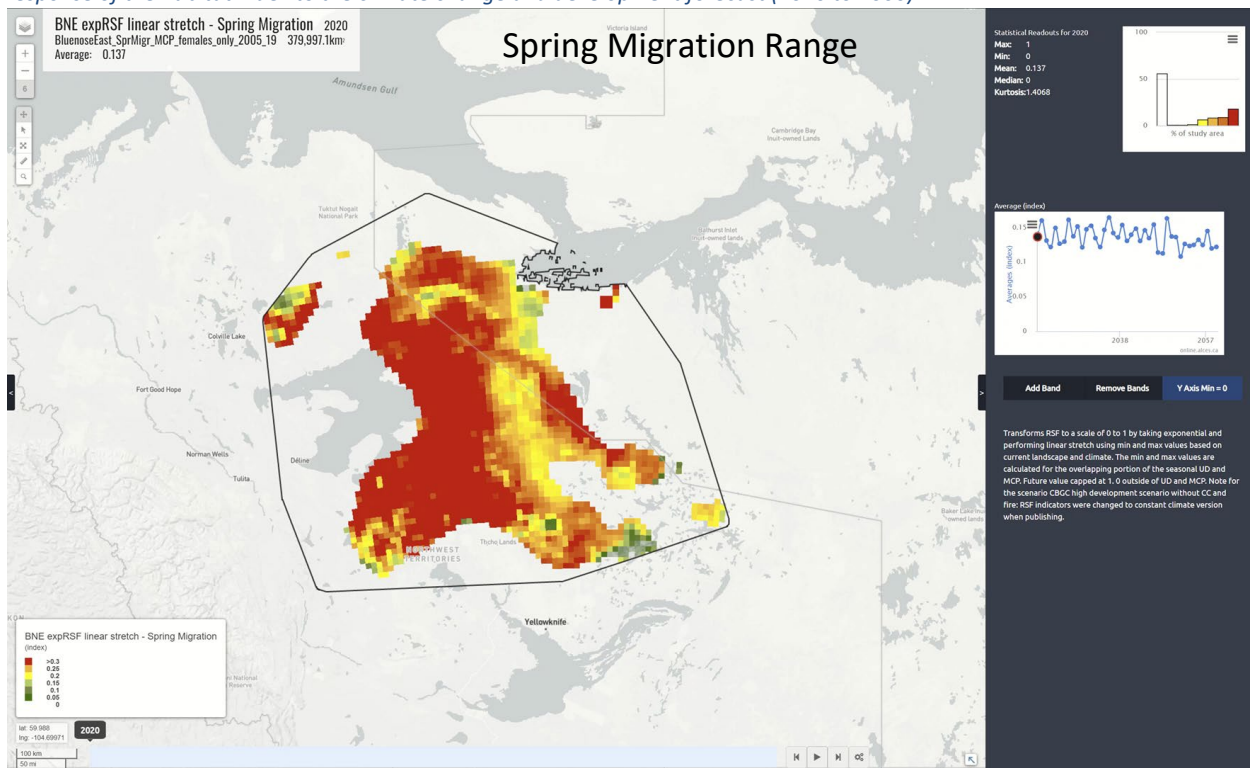 BNE expRSF linear stretch - Spring Migration 2020
BluenoseEast_SprMigr_MCP_females_only_2005_19 379,997.1km²
Average: 0.137
Spring Migration Range
+
−
6
Victoria Island
Amundsen Gulf
Cambridge Bay
Inuit-owned lands
Tuktut Nogait
National Park
Bathurst Inlet
Inuit-owned lands
Colville Lake
Fort Good Hope
Norman Wells
Déline
Tulita
Baker Lake Inuit
owned lands
Tłıchǫ Lands
NORTHWEST
TERRITORIES
Yellowknife
BNE expRSF linear stretch - Spring Migration
(index)
>0.3
0.25
0.2
0.15
0.1
0.05
0
lat: 59.988
lng: -104.69971
2020
100 km
50 mi
Statistical Readouts for 2020
Max: 1
Min: 0
Mean: 0.137
Median: 0
Kurtosis: 1.4068
100
50
0
% of study area
Average (index)
Averages (index)
0.15
0.1
0.05
0
2038
2057
online.alces.ca
Add Band
Remove Bands
Y Axis Min = 0
Transforms RSF to a scale of 0 to 1 by taking exponential and
performing linear stretch using min and max values based on
current landscape and climate. The min and max values are
calculated for the overlapping portion of the seasonal UD and
MCP. Future value capped at 1. 0 outside of UD and MCP. Note for
the scenario CBGC high development scenario without CC and
fire: RSF indicators were changed to constant climate version
when publishing.